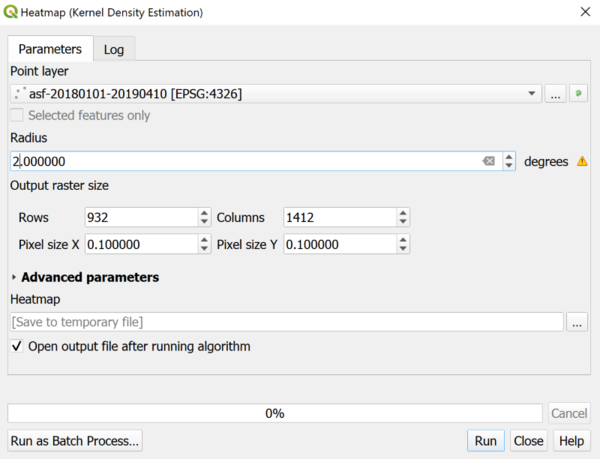 Heatmap (Kernel Density Estimation)
Parameters Log
Point layer
asf-20180101-20190410 [EPSG:4326] ...
Selected features only
Radius
2.000000 degrees
Output raster size
Rows 932 Columns 1412
Pixel size X 0.100000 Pixel size Y 0.100000
Advanced parameters
Heatmap
[Save to temporary file] ...
Open output file after running algorithm
0% Cancel
Run as Batch Process... Run Close Help